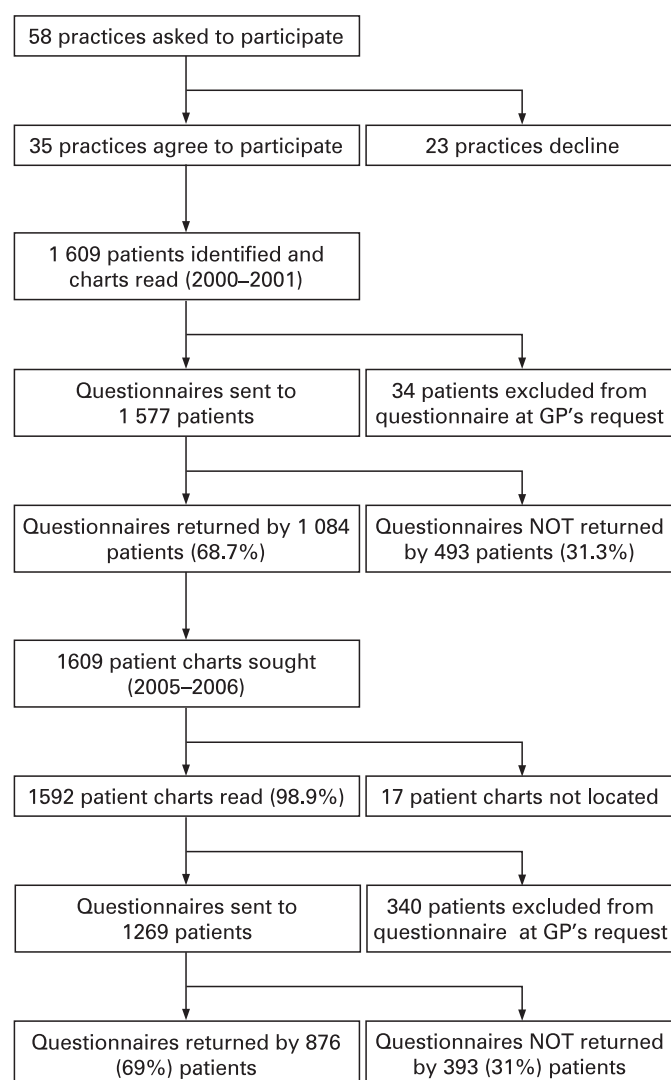 58 practices asked to participate
35 practices agree to participate
23 practices decline
1 609 patients identified and
charts read (2000–2001)
Questionnaires sent to
1 577 patients
34 patients excluded from
questionnaire at GP's request
Questionnaires returned by 1 084
patients (68.7%)
Questionnaires NOT returned
by 493 patients (31.3%)
1609 patient charts sought
(2005–2006)
1592 patient charts read (98.9%)
17 patient charts not located
Questionnaires sent to
1269 patients
340 patients excluded from
questionnaire at GP's request
Questionnaires returned by 876
(69%) patients
Questionnaires NOT returned
by 393 (31%) patients